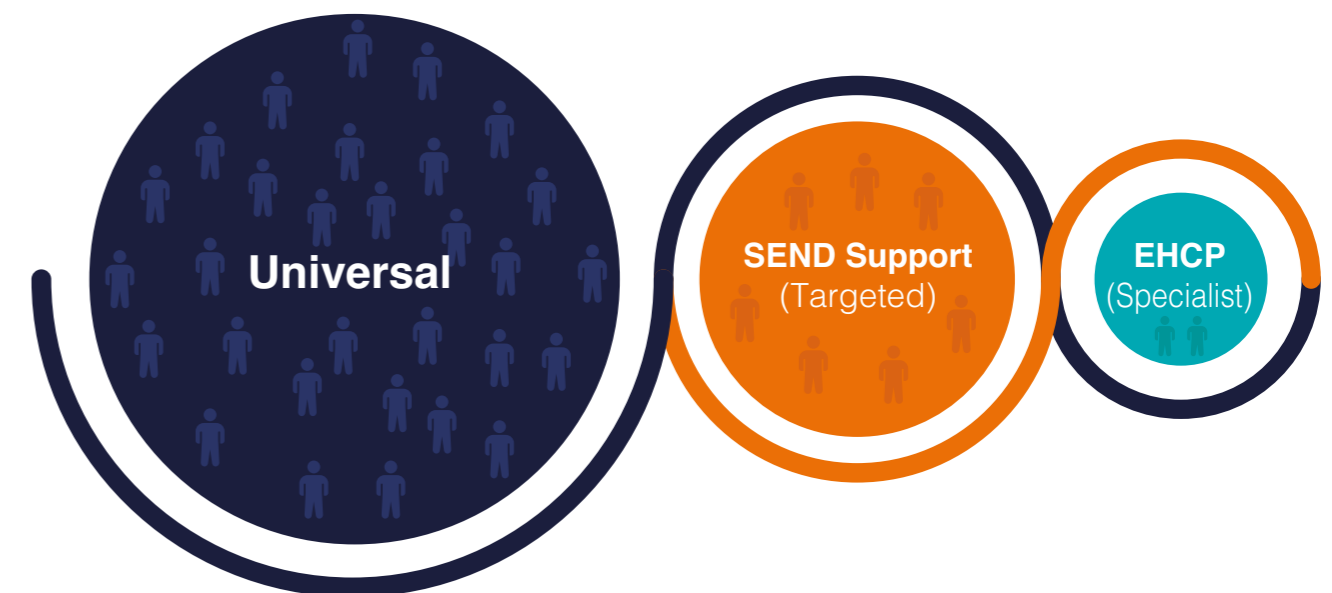 Universal
SEND Support
(Targeted)
EHCP
(Specialist)